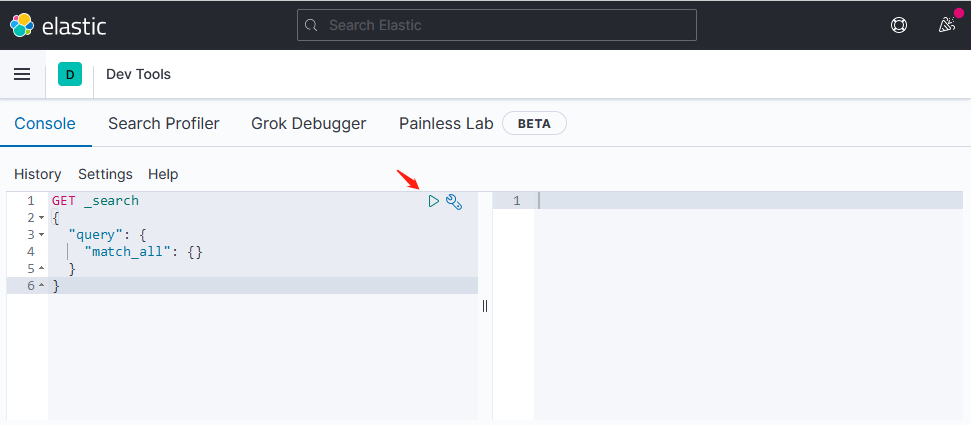 elastic
Search Elastic
D
Dev Tools
Console
Search Profiler
Grok Debugger
Painless Lab
BETA
History
Settings
Help
1 GET _search
2 {
3 "query": {
4 "match_all": {}
5 }
6 }
1